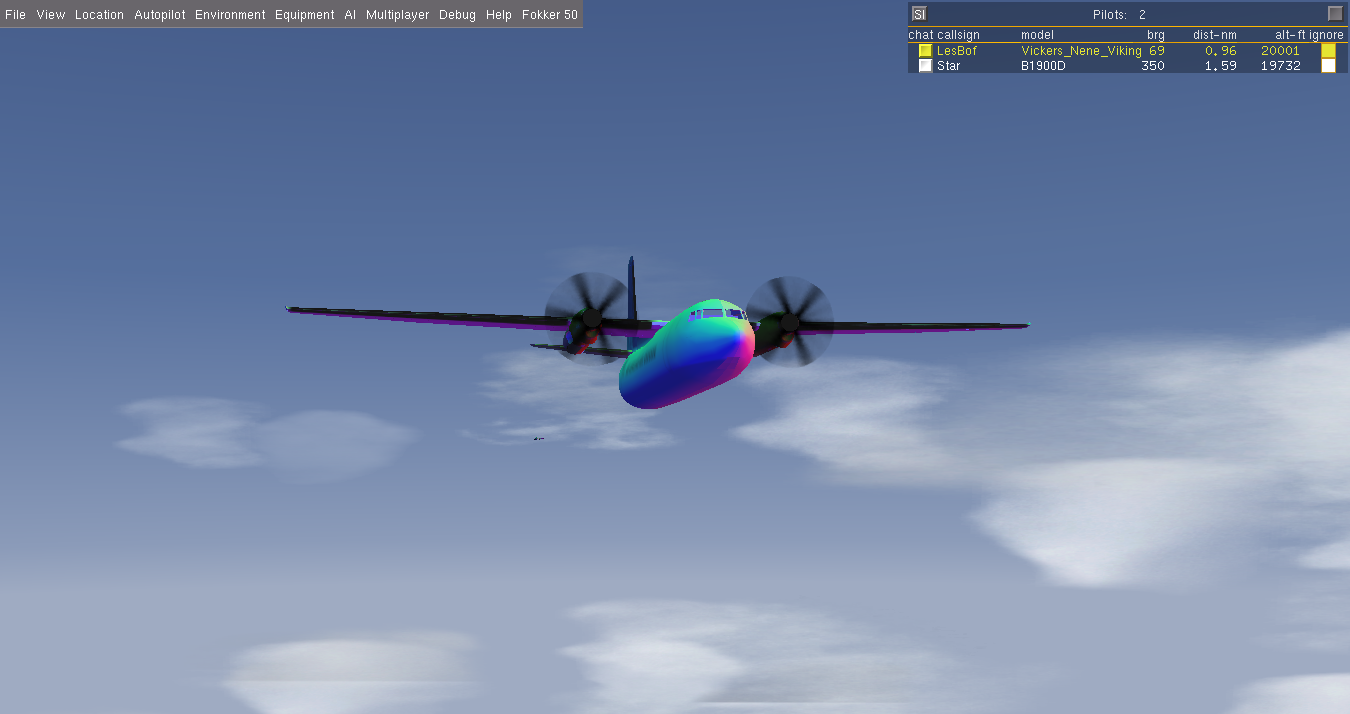 File View Location Autopilot Environment Equipment AI Multiplayer Debug Help Fokker 50
SI Pilots: 2
chat callsign model brg dist-nm alt-ft ignore
LesBof Vickers_Nene_Viking 69 0.96 20001
Star B1900D 350 1.59 19732